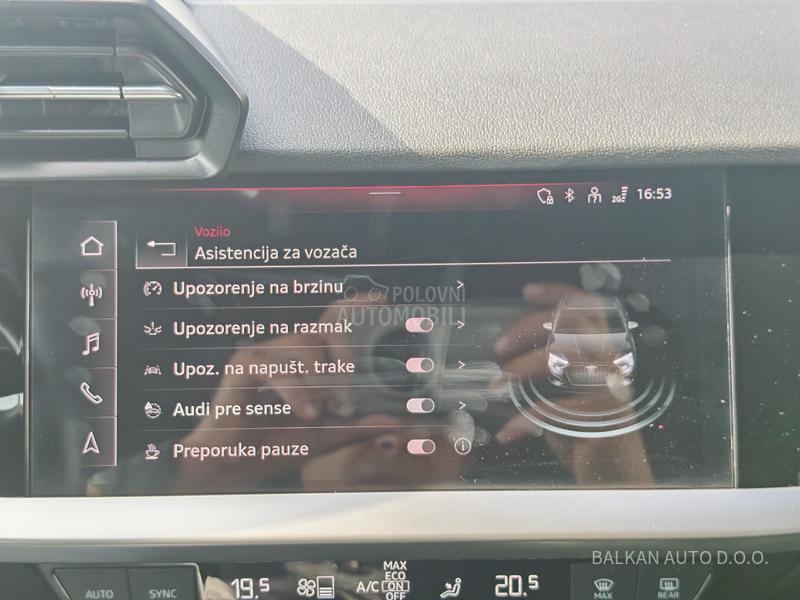 2G 16:53
Vozilo
Asistencija za vozača
Upozorenje na brzinu
POLOVNI
AUTOMOBILI
Upozorenje na razmak
Upoz. na napušt. trake
Audi pre sense
Preporuka pauze
BALKAN AUTO D.O.O.
AUTO SYNC 19.5 A/C MAX ECO ON OFF 20.5 MAX REAR